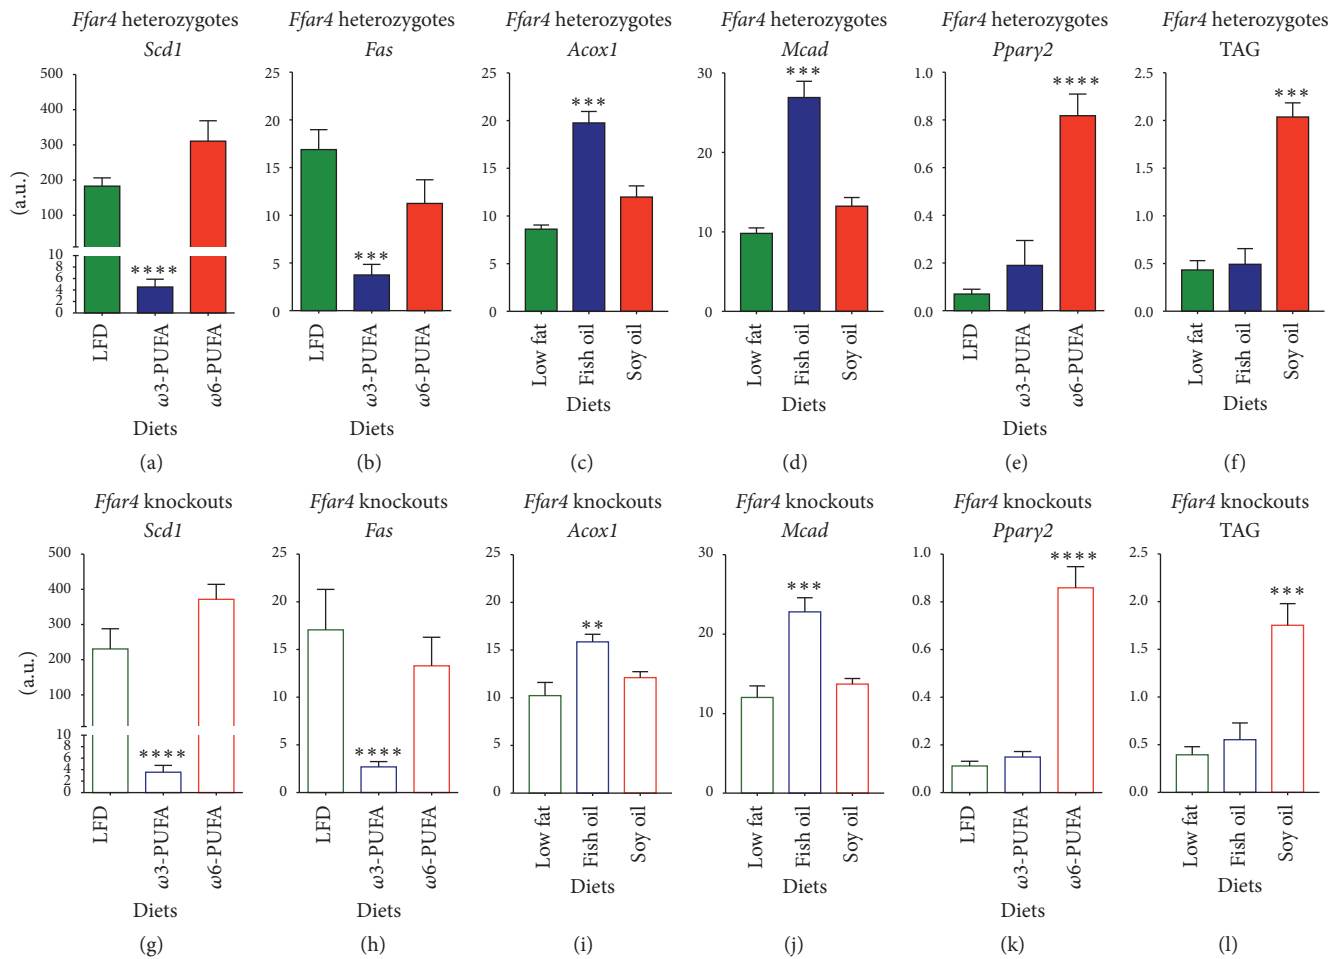 Ffar4 heterozygotes
Scd1
(a.u.)
500
400
300
200
100
10
8
6
4
2
0
****
LFD
ω3-PUFA
ω6-PUFA
Diets
(a)
Ffar4 heterozygotes
Fas
25
20
15
10
5
0
***
LFD
ω3-PUFA
ω6-PUFA
Diets
(b)
Ffar4 heterozygotes
Acox1
25
20
15
10
5
0
***
Low fat
Fish oil
Soy oil
Diets
(c)
Ffar4 heterozygotes
Mcad
30
20
10
0
***
Low fat
Fish oil
Soy oil
Diets
(d)
Ffar4 heterozygotes
Pparγ2
1.0
0.8
0.6
0.4
0.2
0.0
****
LFD
ω3-PUFA
ω6-PUFA
Diets
(e)
Ffar4 heterozygotes
TAG
2.5
2.0
1.5
1.0
0.5
0.0
***
Low fat
Fish oil
Soy oil
Diets
(f)
Ffar4 knockouts
Scd1
(a.u.)
500
400
300
200
100
10
8
6
4
2
0
****
LFD
ω3-PUFA
ω6-PUFA
Diets
(g)
Ffar4 knockouts
Fas
25
20
15
10
5
0
****
LFD
ω3-PUFA
ω6-PUFA
Diets
(h)
Ffar4 knockouts
Acox1
25
20
15
10
5
0
**
Low fat
Fish oil
Soy oil
Diets
(i)
Ffar4 knockouts
Mcad
30
20
10
0
***
Low fat
Fish oil
Soy oil
Diets
(j)
Ffar4 knockouts
Pparγ2
1.0
0.8
0.6
0.4
0.2
0.0
****
LFD
ω3-PUFA
ω6-PUFA
Diets
(k)
Ffar4 knockouts
TAG
2.5
2.0
1.5
1.0
0.5
0.0
***
Low fat
Fish oil
Soy oil
Diets
(l)